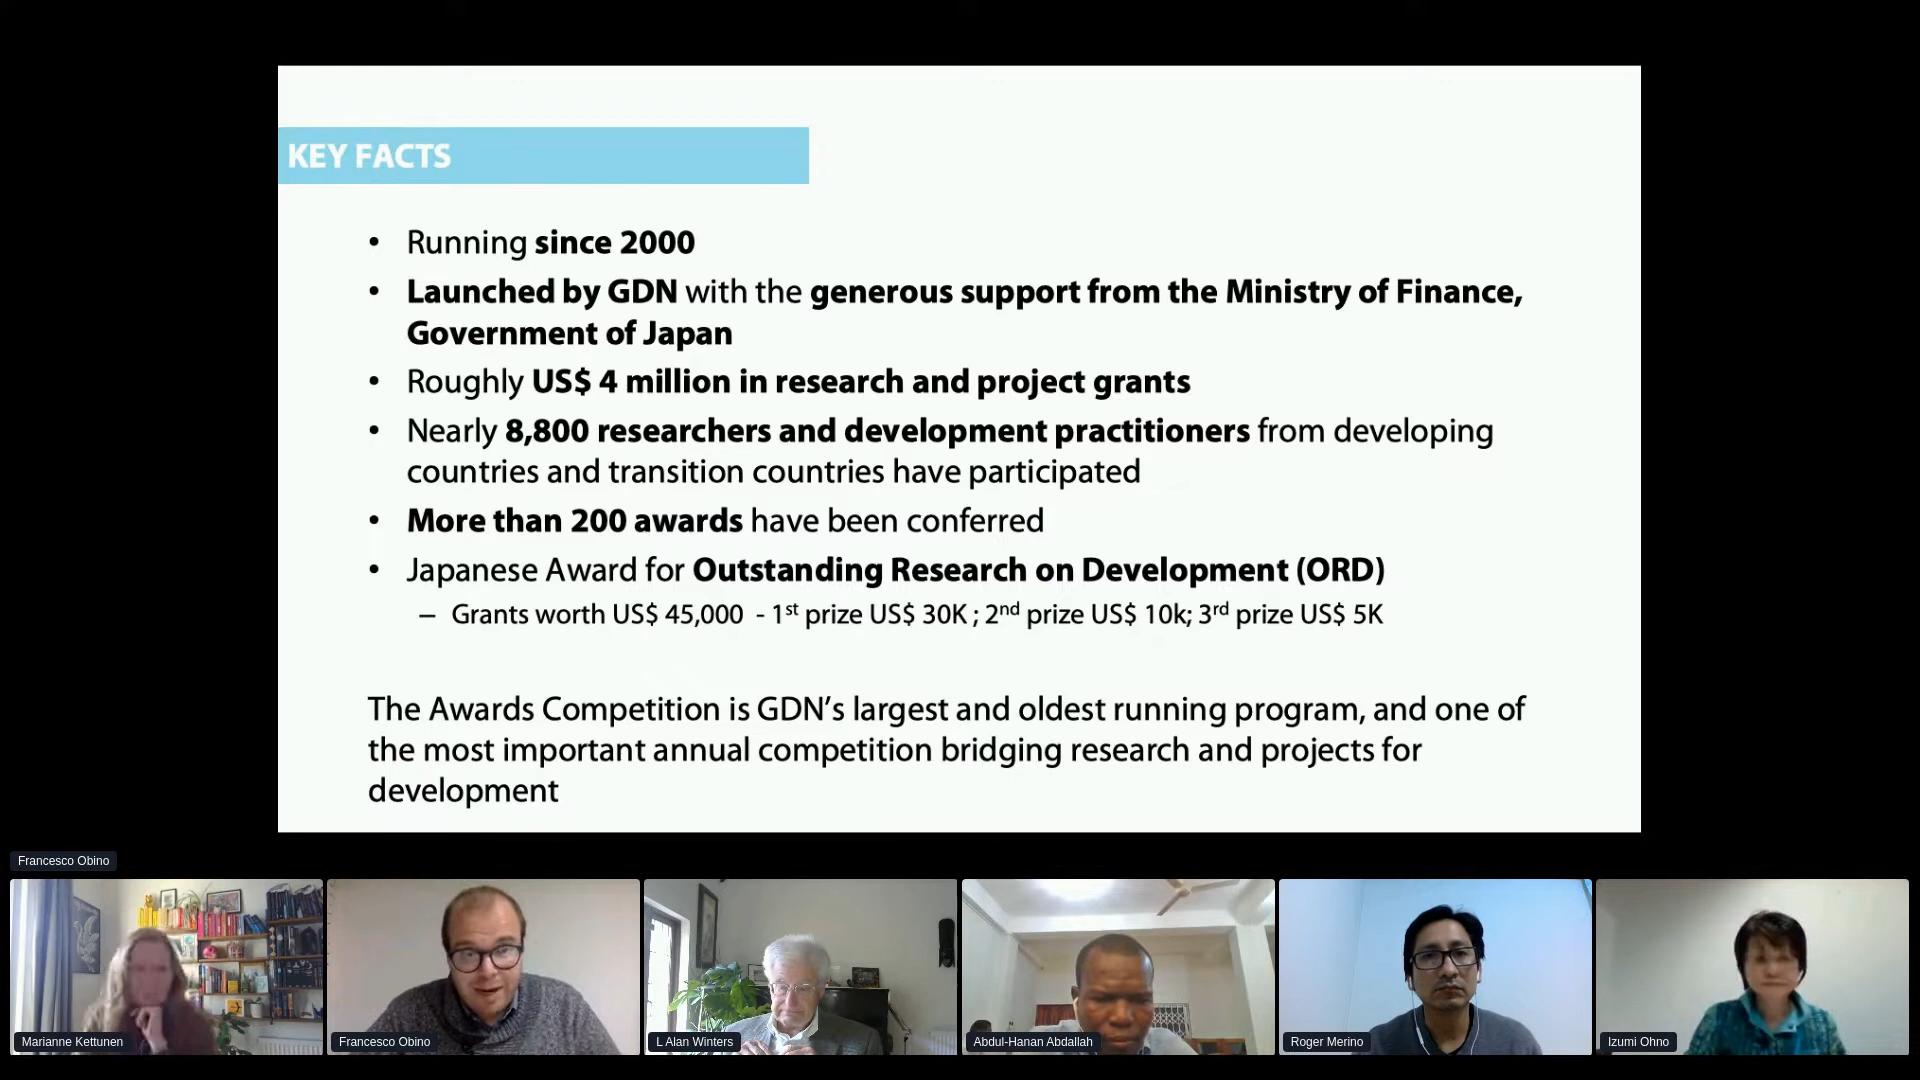 KEY FACTS
• Running since 2000
• Launched by GDN with the generous support from the Ministry of Finance,
Government of Japan
• Roughly US$ 4 million in research and project grants
• Nearly 8,800 researchers and development practitioners from developing
countries and transition countries have participated
• More than 200 awards have been conferred
• Japanese Award for Outstanding Research on Development (ORD)
– Grants worth US$ 45,000 - 1st prize US$ 30K ; 2nd prize US$ 10k; 3rd prize US$ 5K
The Awards Competition is GDN’s largest and oldest running program, and one of
the most important annual competition bridging research and projects for
development
Francesco Obino
Marianne Kettunen
Francesco Obino
L Alan Winters
Abdul-Hanan Abdallah
Roger Merino
Izumi Ohno